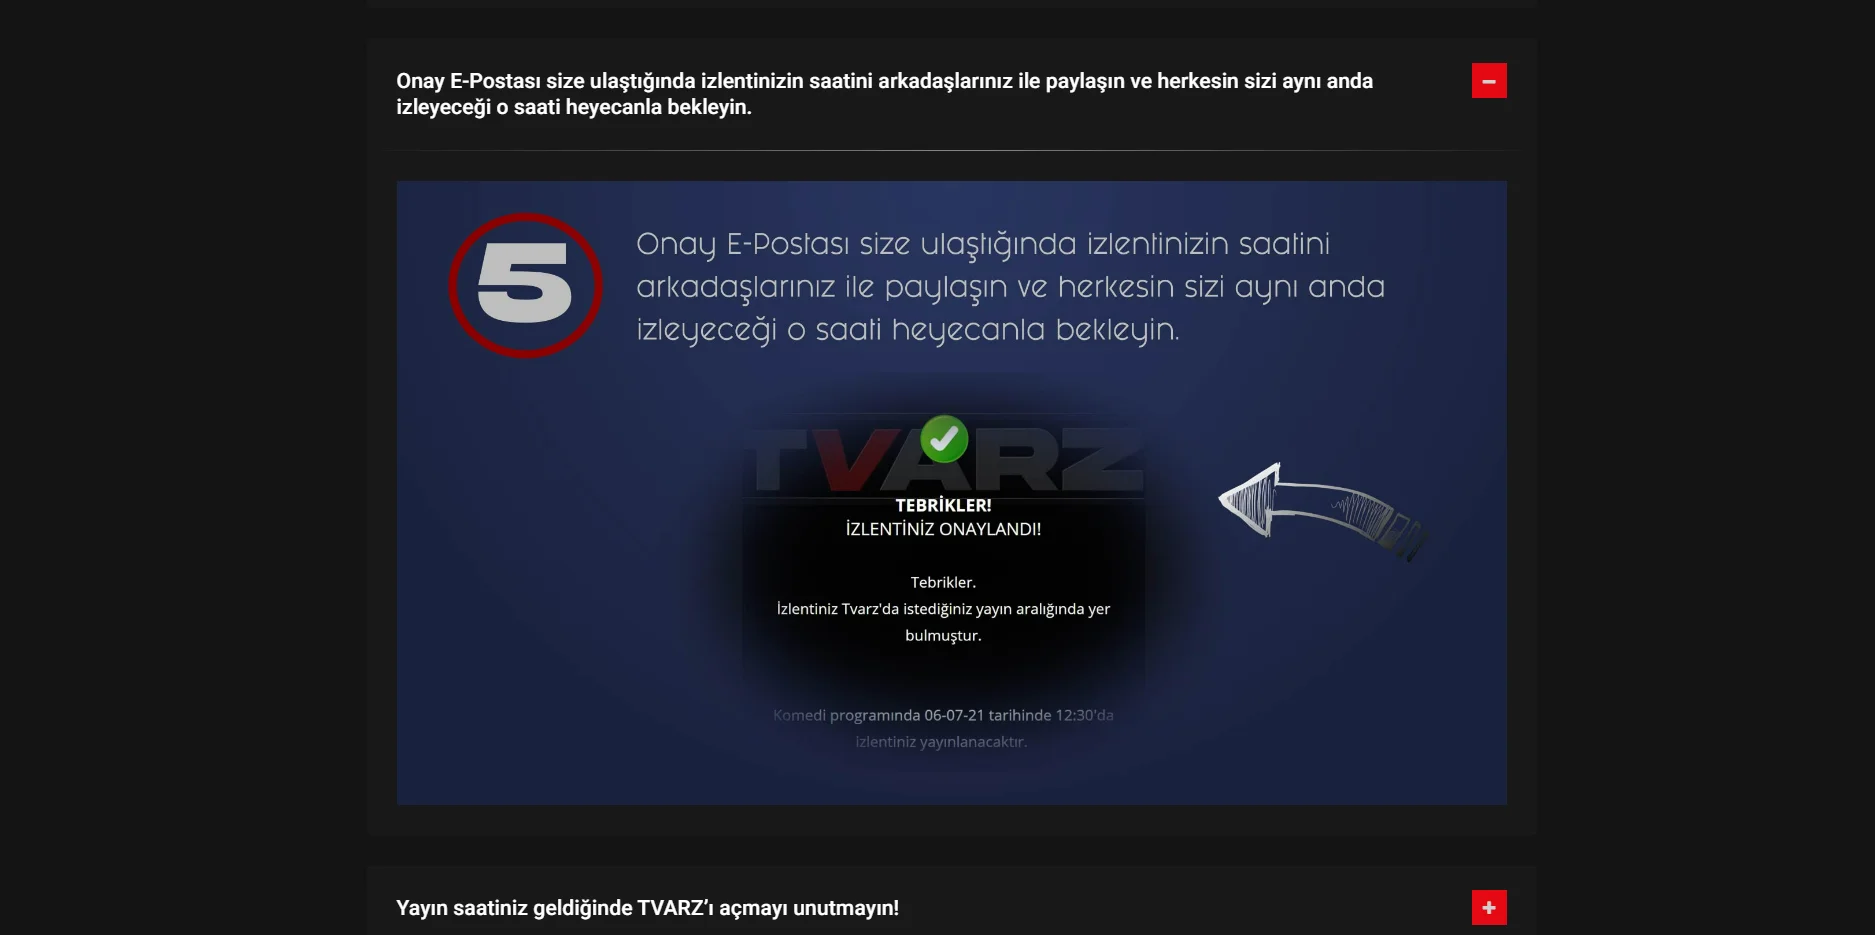 Onay E-Postası size ulaştığında izlentinizin saatini arkadaşlarınız ile paylaşın ve herkesin sizi aynı anda
izleyeceği o saati heyecanla bekleyin.
5
Onay E-Postası size ulaştığında izlentinizin saatini
arkadaşlarınız ile paylaşın ve herkesin sizi aynı anda
izleyeceği o saati heyecanla bekleyin.
TVARZ
TEBRİKLER!
İZLENTİNİZ ONAYLANDI!
Tebrikler.
İzlentiniz Tvarz'da istediğiniz yayın aralığında yer
bulmuştur.
Komedi programında 06-07-21 tarihinde 12:30'da
izlentiniz yayınlanacaktır.
Yayın saatiniz geldiğinde TVARZ’ı açmayı unutmayın!